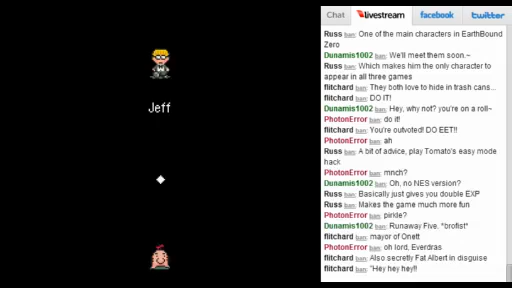 Jeff
Chat
livestream
facebook
twitter
Russ ban: One of the main characters in EarthBound
Zero
Dunamis1002 ban: We'll meet them soon.~
Russ ban: Which makes him the only character to
appear in all three games
flitchard ban: They both love to hide in trash cans...
flitchard ban: DO IT!
Dunamis1002 ban: Hey, why not? you're on a roll~
PhotonError ban: do it!
flitchard ban: You're outvoted! DO EET!!
PhotonError ban: ah
Russ ban: A bit of advice, play Tomato's easy mode
hack
PhotonError ban: mnch?
Dunamis1002 ban: Oh, no NES version?
Russ ban: Basically just gives you double EXP
Russ ban: Makes the game much more fun
PhotonError ban: pirkle?
Dunamis1002 ban: Runaway Five. *brofist*
flitchard ban: mayor of Onett
PhotonError ban: oh lord, Everdras
flitchard ban: Also secretly Fat Albert in disguise
flitchard ban: "Hey hey hey!!